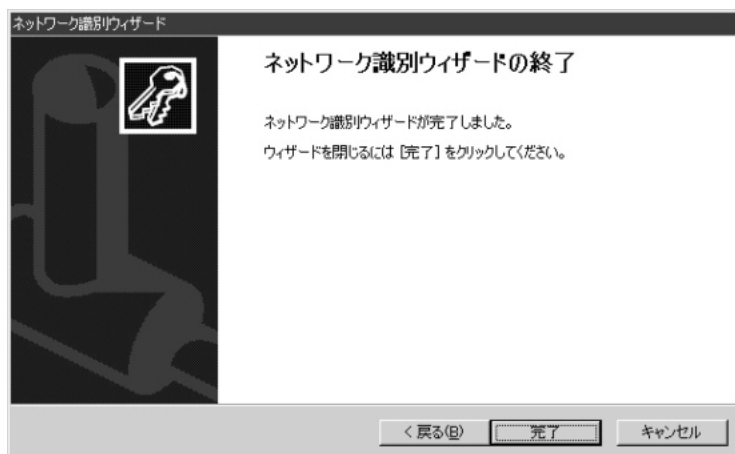 ネットワーク識別ウィザード
ネットワーク識別ウィザードの終了
ネットワーク識別ウィザードが完了しました。
ウィザードを閉じるには [完了] をクリックしてください。
< 戻る(B)
完了
キャンセル